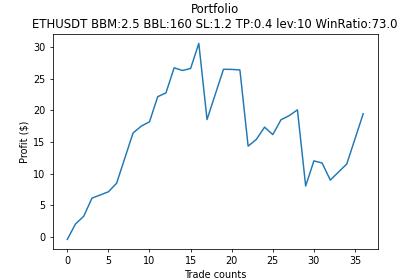 Portfolio
ETHUSDT BBM:2.5 BBL:160 SL:1.2 TP:0.4 lev:10 WinRatio:73.0
30
25
20
15
10
5
0
Profit ($)
0 5 10 15 20 25 30 35
Trade counts